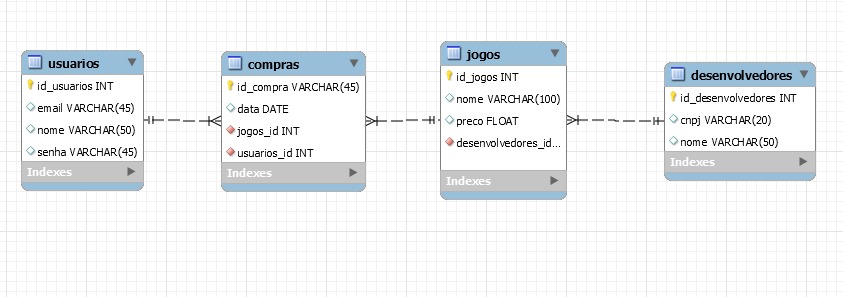 usuarios
id_usuarios INT
email VARCHAR(45)
nome VARCHAR(50)
senha VARCHAR(45)
Indexes
compras
id_compra VARCHAR(45)
data DATE
jogos_id INT
usuarios_id INT
Indexes
jogos
id_jogos INT
nome VARCHAR(100)
preco FLOAT
desenvolvedores_id...
desenvolvedores
id_desenvolvedores INT
cnpj VARCHAR(20)
nome VARCHAR(50)
Indexes
Indexes